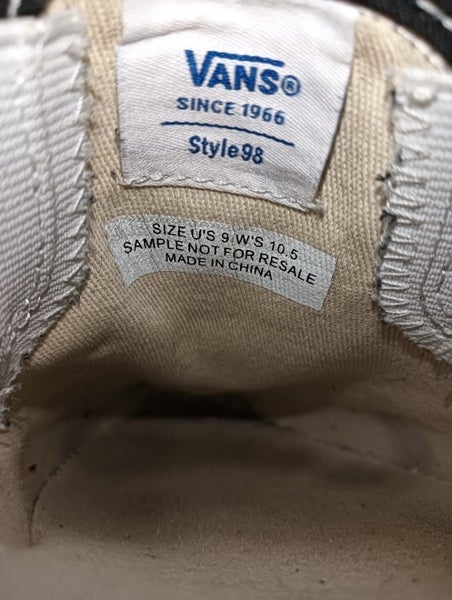 VANS®
SINCE 1966
Style98
SIZE U'S 9/W'S 10.5
SAMPLE NOT FOR RESALE
MADE IN CHINA